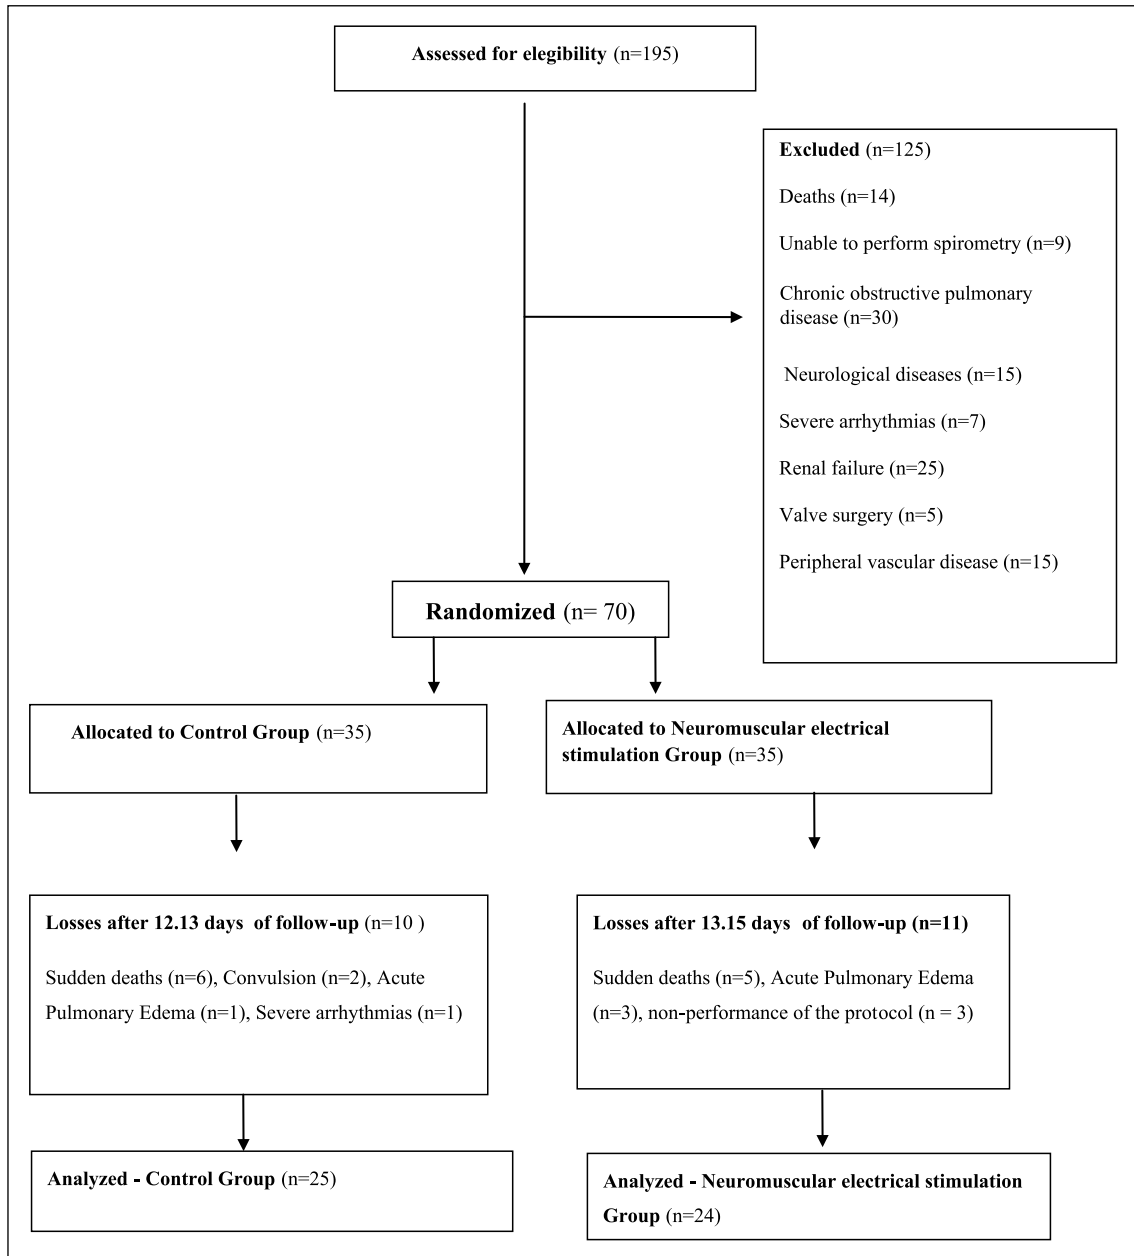 Assessed for elegibility (n=195)
Excluded (n=125)
Deaths (n=14)
Unable to perform spirometry (n=9)
Chronic obstructive pulmonary
disease (n=30)
Neurological diseases (n=15)
Severe arrhythmias (n=7)
Renal failure (n=25)
Valve surgery (n=5)
Peripheral vascular disease (n=15)
Randomized (n= 70)
Allocated to Control Group (n=35)
Allocated to Neuromuscular electrical
stimulation Group (n=35)
Losses after 12.13 days of follow-up (n=10 )
Sudden deaths (n=6), Convulsion (n=2), Acute
Pulmonary Edema (n=1), Severe arrhythmias (n=1)
Losses after 13.15 days of follow-up (n=11)
Sudden deaths (n=5), Acute Pulmonary Edema
(n=3), non-performance of the protocol (n = 3)
Analyzed - Control Group (n=25)
Analyzed - Neuromuscular electrical stimulation
Group (n=24)